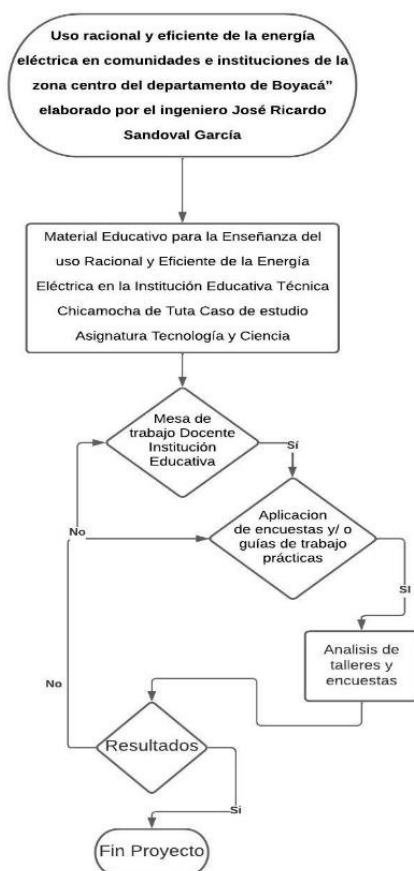 Uso racional y eficiente de la energía
eléctrica en comunidades e instituciones de la
zona centro del departamento de Boyacá”
elaborado por el ingeniero José Ricardo
Sandoval García
Material Educativo para la Enseñanza del
uso Racional y Eficiente de la Energía
Eléctrica en la Institución Educativa Técnica
Chicamocha de Tuta Caso de estudio
Asignatura Tecnología y Ciencia
Mesa de
trabajo Docente
Institución
Educativa
Sí
Aplicacion
de encuestas y/ o
guías de trabajo
prácticas
No
SI
Analisis de
talleres y
encuestas
No
Resultados
Si
Fin Proyecto